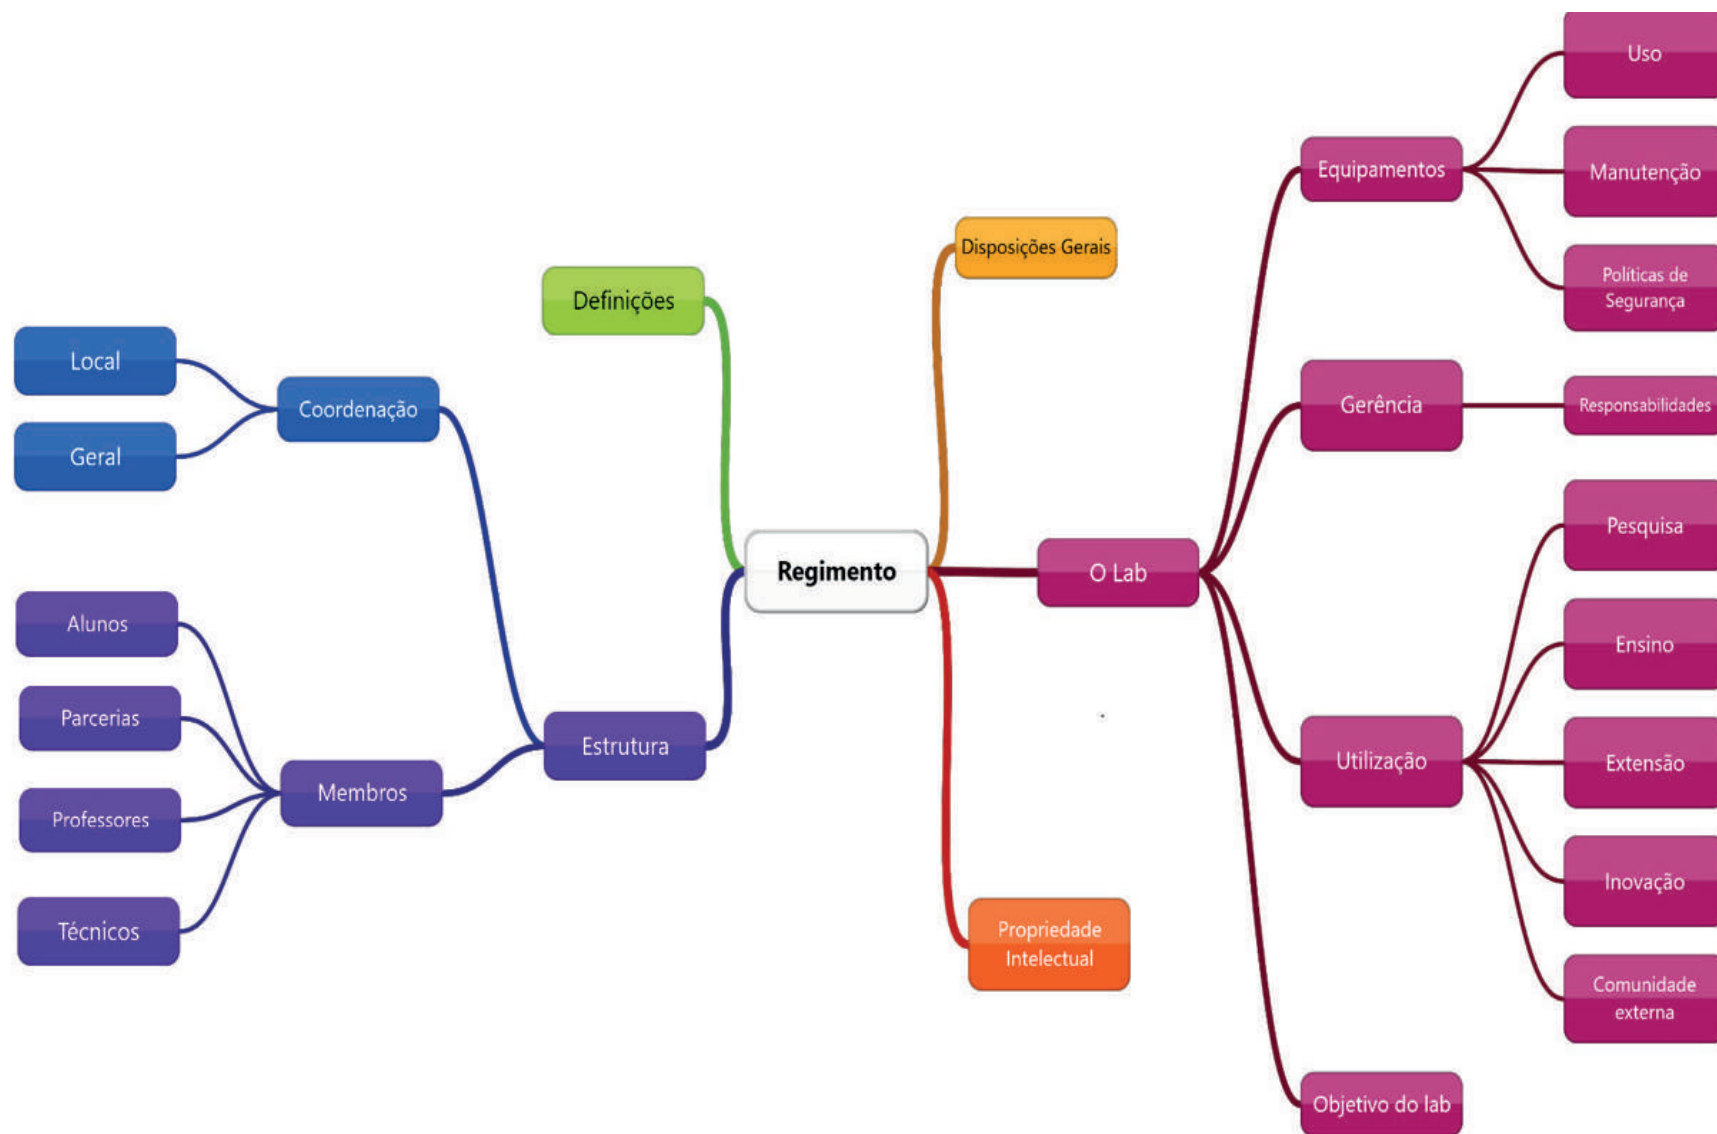 Regimento
Definições
Estrutura
Coordenação
Local
Geral
Membros
Alunos
Parcerias
Professores
Técnicos
Disposições Gerais
O Lab
Equipamentos
Uso
Manutenção
Políticas de
Segurança
Gerência
Responsabilidades
Utilização
Pesquisa
Ensino
Extensão
Inovação
Comunidade
externa
Objetivo do lab
Propriedade
Intelectual